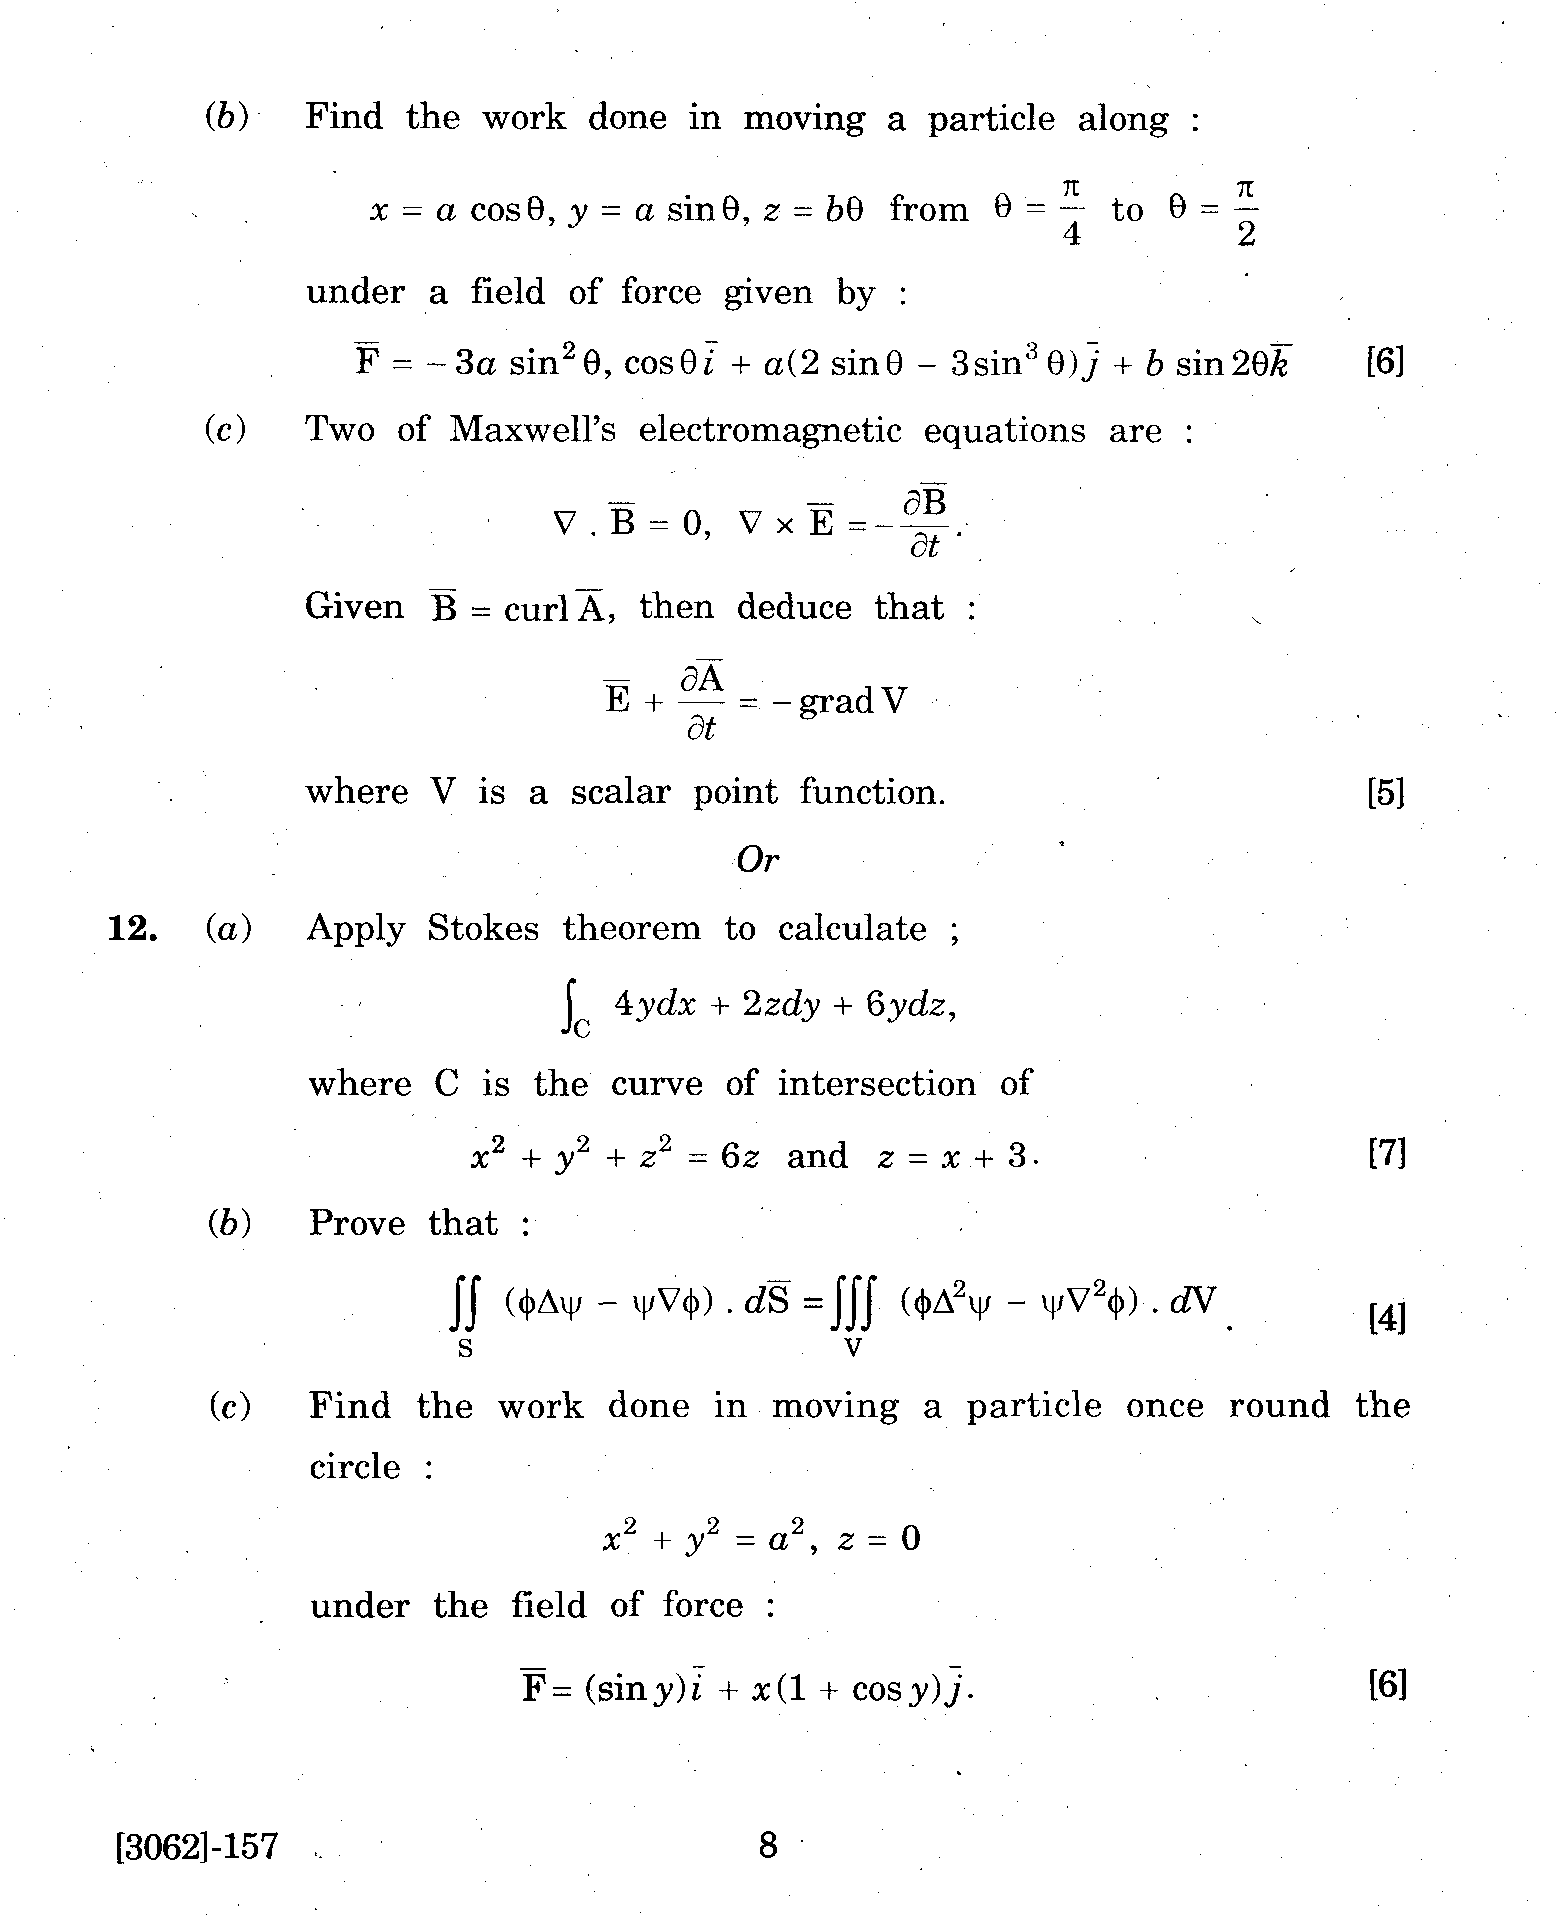 (b) Find the work done in moving a particle along :
x = a cosθ, y = a sinθ, z = bθ from θ = π/4 to θ = π/2
under a field of force given by :
F̅ = – 3a sin² θ, cosθ i̅ + a(2 sinθ – 3sin³ θ) j̅ + b sin 2θ k̅ [6]
(c) Two of Maxwell's electromagnetic equations are :
∇ . B̅ = 0, ∇ × E̅ = – ∂B̅/∂t .
Given B̅ = curl A̅, then deduce that :
E̅ + ∂A̅/∂t = – grad V
where V is a scalar point function. [5]
Or
12. (a) Apply Stokes theorem to calculate ;
∫_C 4ydx + 2zdy + 6ydz,
where C is the curve of intersection of
x² + y² + z² = 6z and z = x + 3. [7]
(b) Prove that :
∬_S (ϕΔψ – ψ∇ϕ) . dS̅ = ∭_V (ϕΔ²ψ – ψ∇²ϕ) . dV . [4]
(c) Find the work done in moving a particle once round the
circle :
x² + y² = a², z = 0
under the field of force :
F̅ = (sin y) i̅ + x(1 + cos y) j̅. [6]
[3062]-157 8